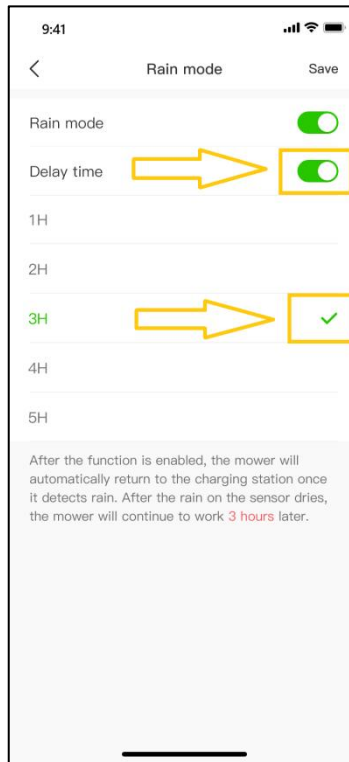 9:41
Rain mode Save
Rain mode
Delay time
1H
2H
3H
4H
5H
After the function is enabled, the mower will
automatically return to the charging station once
it detects rain. After the rain on the sensor dries,
the mower will continue to work 3 hours later.